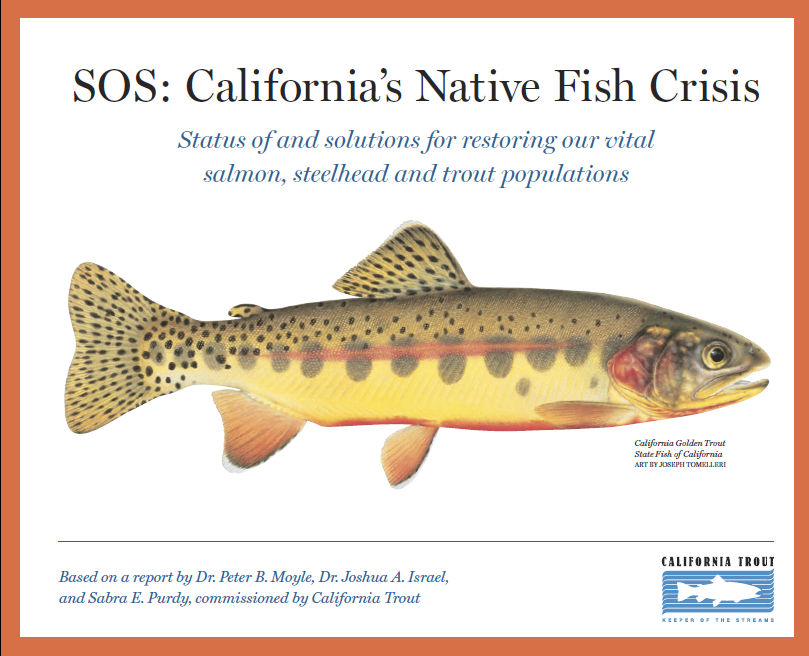 SOS: California’s Native Fish Crisis
Status of and solutions for restoring our vital
salmon, steelhead and trout populations
California Golden Trout
State Fish of California
ART BY JOSEPH TOMELLERI
Based on a report by Dr. Peter B. Moyle, Dr. Joshua A. Israel,
and Sabra E. Purdy, commissioned by California Trout
CALIFORNIA TROUT
KEEPER OF THE STREAMS